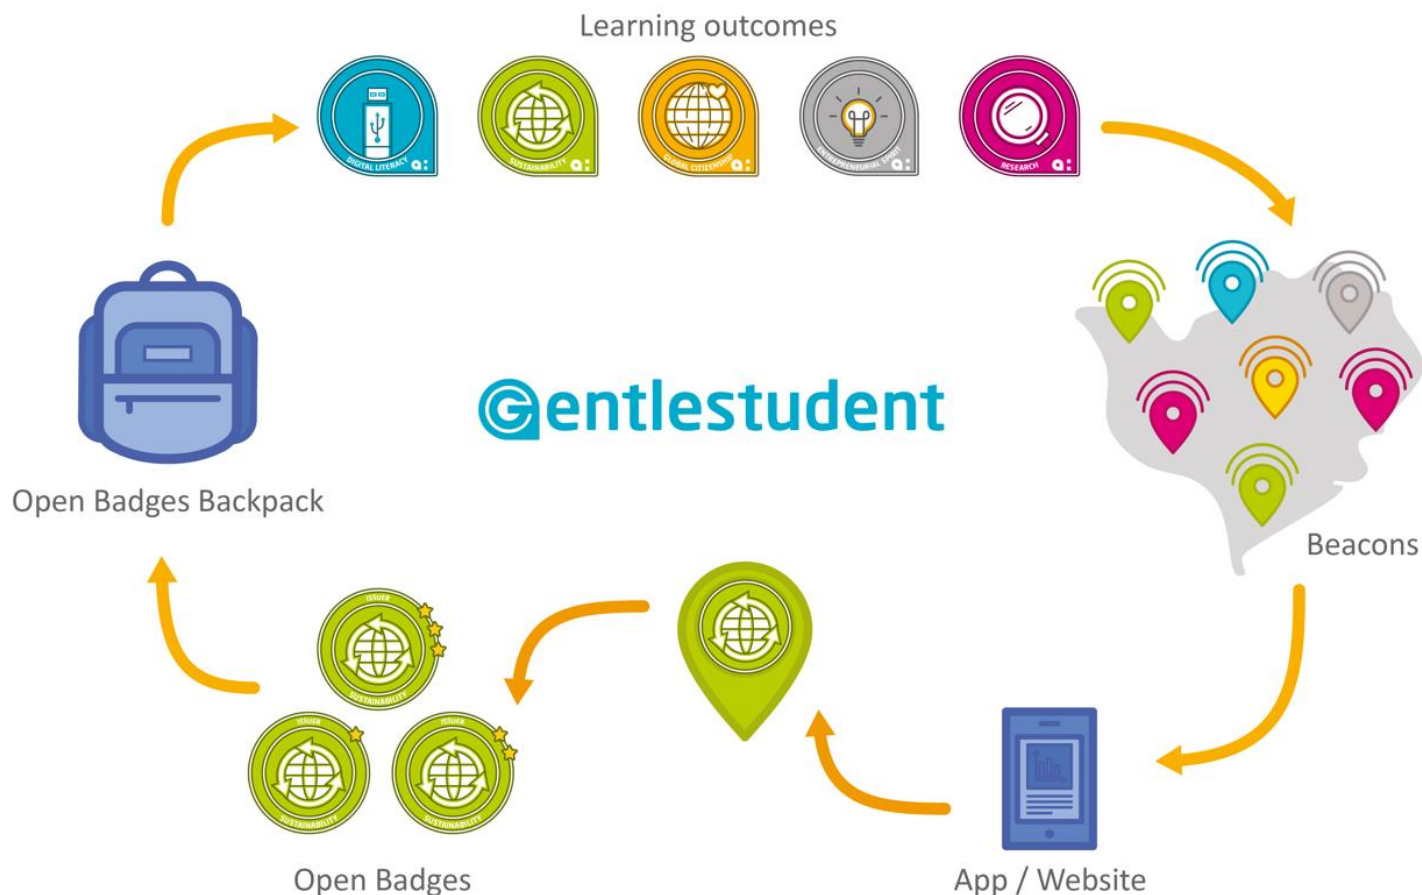 Learning outcomes
DIGITAL LITERACY
a:
SUSTAINABILITY
a:
GLOBAL CITIZENSHIP
a:
ENTREPRENEURIAL SPIRIT
a:
RESEARCH
a:
Gentlestudent
Open Badges Backpack
Beacons
ISSUER
SUSTAINABILITY
ISSUER
SUSTAINABILITY
ISSUER
SUSTAINABILITY
Open Badges
App / Website